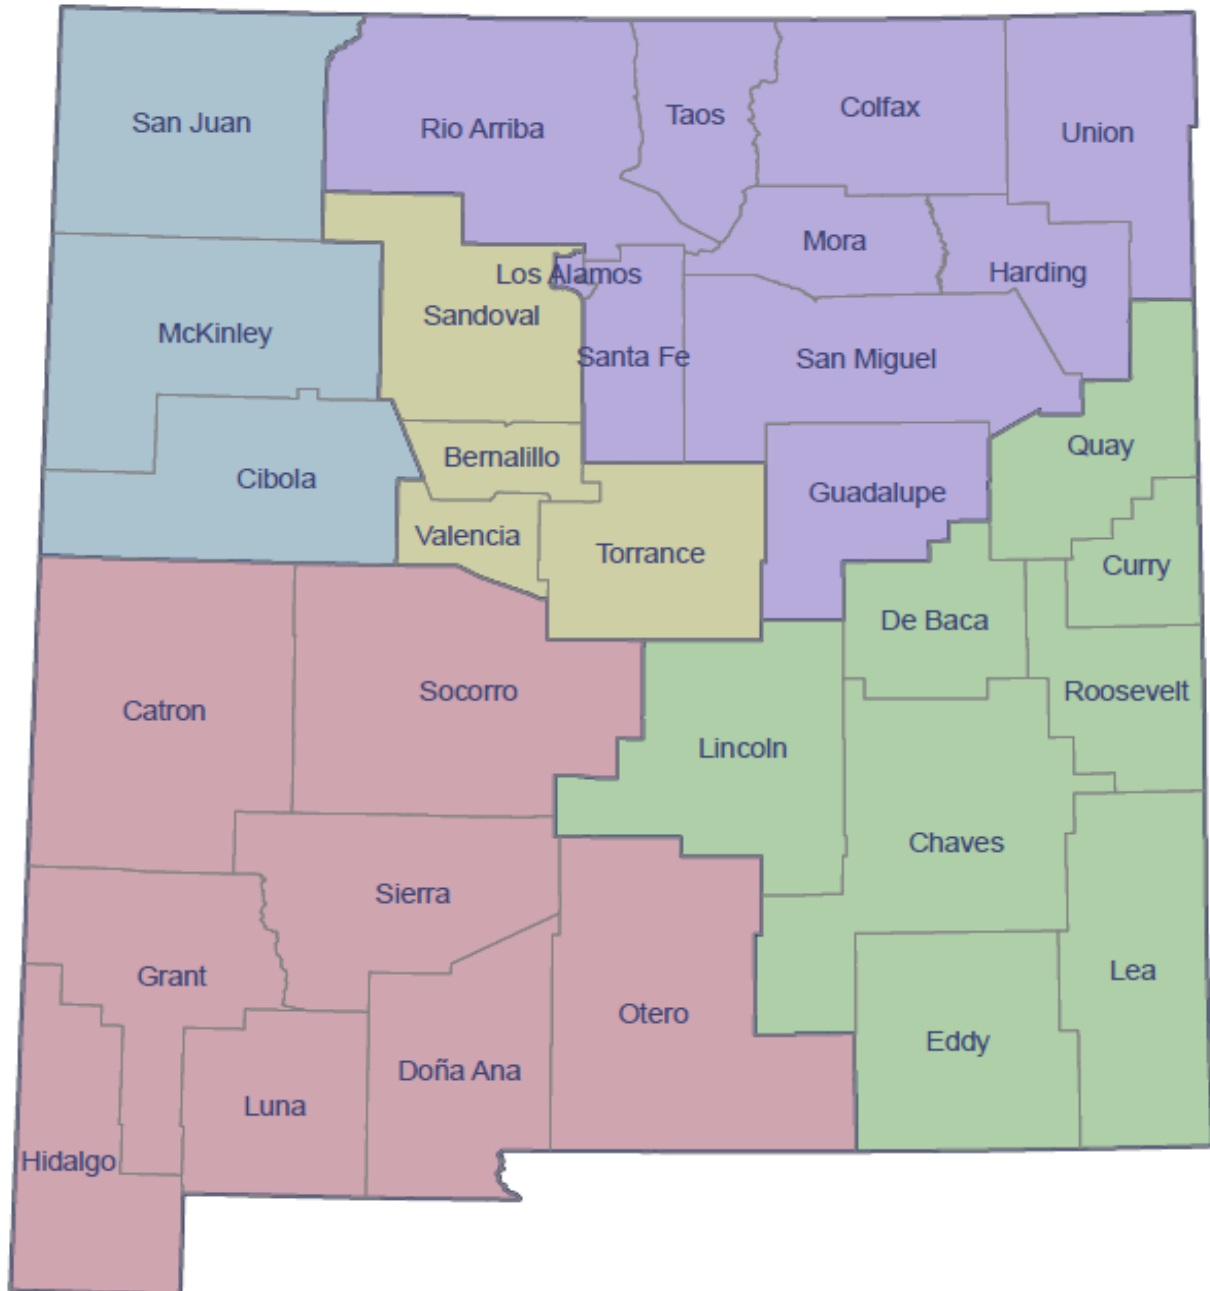 San Juan
Rio Arriba
Taos
Colfax
Union
Mora
Harding
Los Alamos
Sandoval
McKinley
Santa Fe
San Miguel
Quay
Bernalillo
Cibola
Guadalupe
Valencia
Torrance
Curry
De Baca
Roosevelt
Catron
Socorro
Lincoln
Chaves
Sierra
Grant
Lea
Otero
Eddy
Doña Ana
Luna
Hidalgo